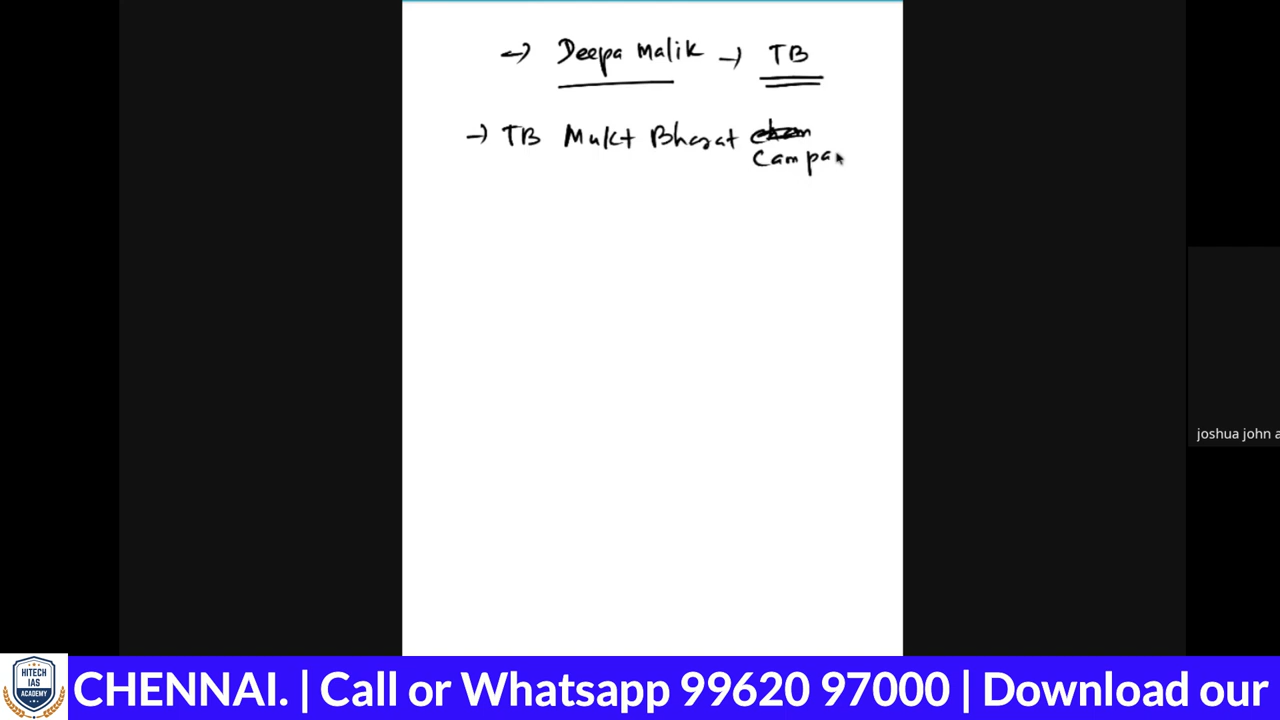 → Deepa Malik → TB
→ TB Mukt Bharat
Campa
joshua john a
HITECH
IAS
ACADEMY
CHENNAI. | Call or Whatsapp 99620 97000 | Download our